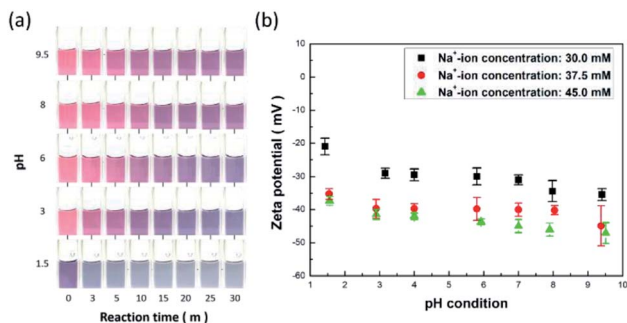 (a)
9.5
8
6
3
1.5
pH
0 3 5 10 15 20 25 30
Reaction time ( m )
(b)
Na⁺-ion concentration: 30.0 mM
Na⁺-ion concentration: 37.5 mM
Na⁺-ion concentration: 45.0 mM
20
10
0
-10
-20
-30
-40
-50
-60
Zeta potential ( mV )
1 2 3 4 5 6 7 8 9 10
pH condition